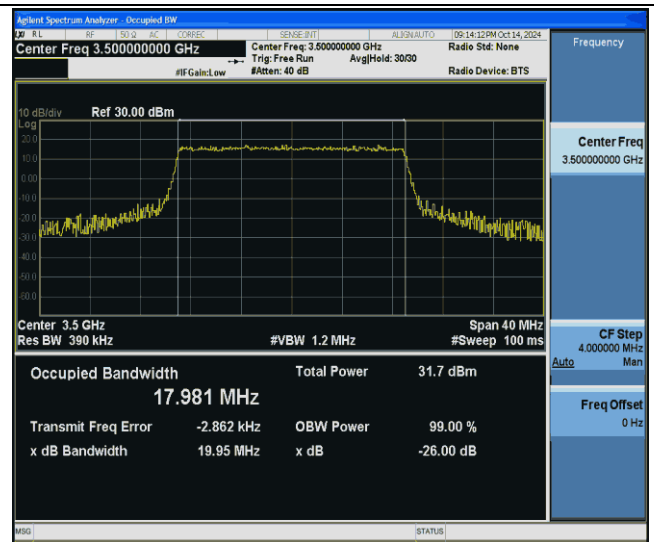 Agilent Spectrum Analyzer - Occupied BW
LXI RL RF 50 Ω AC CORREC SENSE:INT ALIGNAUTO 09:14:12PM Oct 14, 2024
Center Freq 3.500000000 GHz Center Freq: 3.500000000 GHz Radio Std: None Frequency
Trig: Free Run Avg|Hold: 30/30
#IFGain:Low #Atten: 40 dB Radio Device: BTS
10 dB/div Ref 30.00 dBm
Log
20.0
10.0
0.00
-10.0
-20.0
-30.0
-40.0
-50.0
-60.0
Center Freq
3.500000000 GHz
Center 3.5 GHz Span 40 MHz
Res BW 390 kHz #VBW 1.2 MHz #Sweep 100 ms
CF Step
4.000000 MHz
Auto Man
Occupied Bandwidth Total Power 31.7 dBm
17.981 MHz
Transmit Freq Error -2.862 kHz OBW Power 99.00 %
x dB Bandwidth 19.95 MHz x dB -26.00 dB
Freq Offset
0 Hz
MSG STATUS